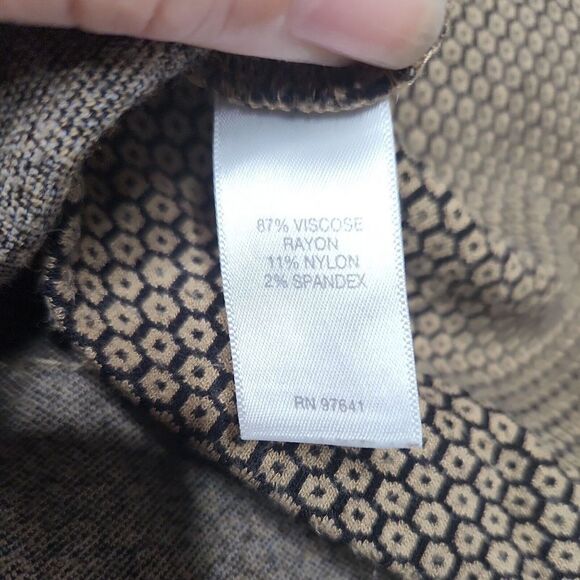 87% VISCOSE
RAYON
11% NYLON
2% SPANDEX
RN 97641